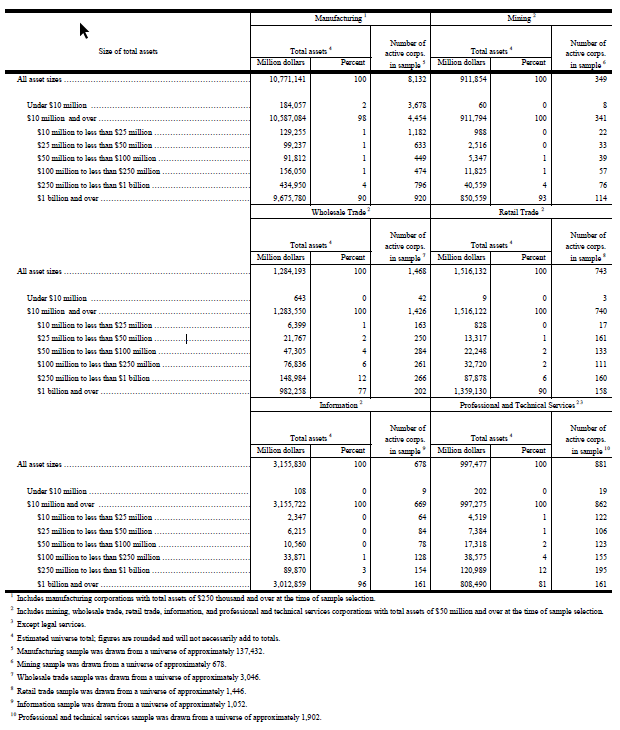 Manufacturing 1 Mining 2
Size of total assets Total assets 4 Number of active corps. in sample 5 Total assets 4 Number of active corps. in sample 6
Million dollars Percent Million dollars Percent
All asset sizes 10,771,141 100 8,132 911,854 100 349
Under $10 million 184,057 2 3,678 60 0 8
$10 million and over 10,587,084 98 4,454 911,794 100 341
$10 million to less than $25 million 129,255 1 1,182 988 0 22
$25 million to less than $50 million 99,237 1 633 2,516 0 33
$50 million to less than $100 million 91,812 1 449 5,347 1 39
$100 million to less than $250 million 156,050 1 474 11,825 1 57
$250 million to less than $1 billion 434,950 4 796 40,559 4 76
$1 billion and over 9,675,780 90 920 850,559 93 114
Wholesale Trade 2 Retail Trade 2
Total assets 4 Number of active corps. in sample 7 Total assets 4 Number of active corps. in sample 8
Million dollars Percent Million dollars Percent
All asset sizes 1,284,193 100 1,468 1,516,132 100 743
Under $10 million 643 0 42 9 0 3
$10 million and over 1,283,550 100 1,426 1,516,122 100 740
$10 million to less than $25 million 6,399 1 163 828 0 17
$25 million to less than $50 million 21,767 2 250 13,317 1 161
$50 million to less than $100 million 47,305 4 284 22,248 2 133
$100 million to less than $250 million 76,836 6 261 32,720 2 111
$250 million to less than $1 billion 148,984 12 266 87,878 6 160
$1 billion and over 982,258 77 202 1,359,130 90 158
Information 2 Professional and Technical Services 2 3
Total assets 4 Number of active corps. in sample 9 Total assets 4 Number of active corps. in sample 10
Million dollars Percent Million dollars Percent
All asset sizes 3,155,830 100 678 997,477 100 881
Under $10 million 108 0 9 202 0 19
$10 million and over 3,155,722 100 669 997,275 100 862
$10 million to less than $25 million 2,347 0 64 4,519 1 122
$25 million to less than $50 million 6,215 0 84 7,384 1 106
$50 million to less than $100 million 10,560 0 78 17,318 2 123
$100 million to less than $250 million 33,871 1 128 38,575 4 155
$250 million to less than $1 billion 89,870 3 154 120,989 12 195
$1 billion and over 3,012,859 96 161 808,490 81 161
1 Includes manufacturing corporations with total assets of $250 thousand and over at the time of sample selection.
2 Includes mining, wholesale trade, retail trade, information, and professional and technical services corporations with total assets of $50 million and over at the time of sample selection.
3 Except legal services.
4 Estimated universe total; figures are rounded and will not necessarily add to totals.
5 Manufacturing sample was drawn from a universe of approximately 137,432.
6 Mining sample was drawn from a universe of approximately 678.
7 Wholesale trade sample was drawn from a universe of approximately 3,046.
8 Retail trade sample was drawn from a universe of approximately 1,446.
9 Information sample was drawn from a universe of approximately 1,052.
10 Professional and technical services sample was drawn from a universe of approximately 1,902.